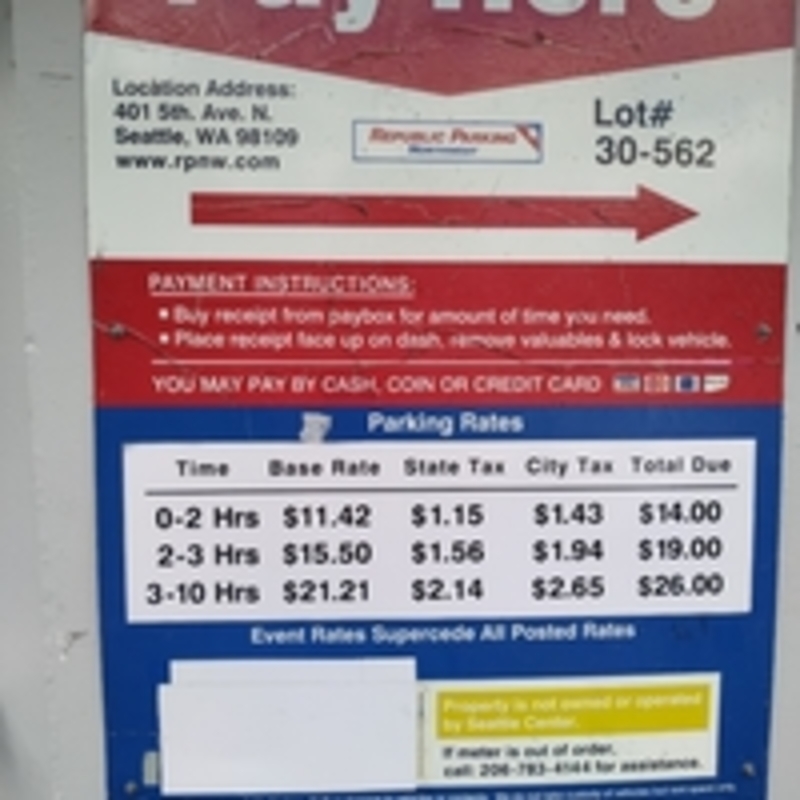 Pay Here
Location Address:
401 5th. Ave. N.
Seattle, WA 98109
www.rpnw.com
REPUBLIC PARKING
NORTHWEST
Lot#
30-562
PAYMENT INSTRUCTIONS:
• Buy receipt from paybox for amount of time you need.
• Place receipt face up on dash, remove valuables & lock vehicle.
YOU MAY PAY BY CASH, COIN OR CREDIT CARD
Parking Rates
Time Base Rate State Tax City Tax Total Due
0-2 Hrs $11.42 $1.15 $1.43 $14.00
2-3 Hrs $15.50 $1.56 $1.94 $19.00
3-10 Hrs $21.21 $2.14 $2.65 $26.00
Event Rates Supercede All Posted Rates
Property is not owned or operated
by Seattle Center.
If meter is out of order,
call: 206-783-4144 for assistance.